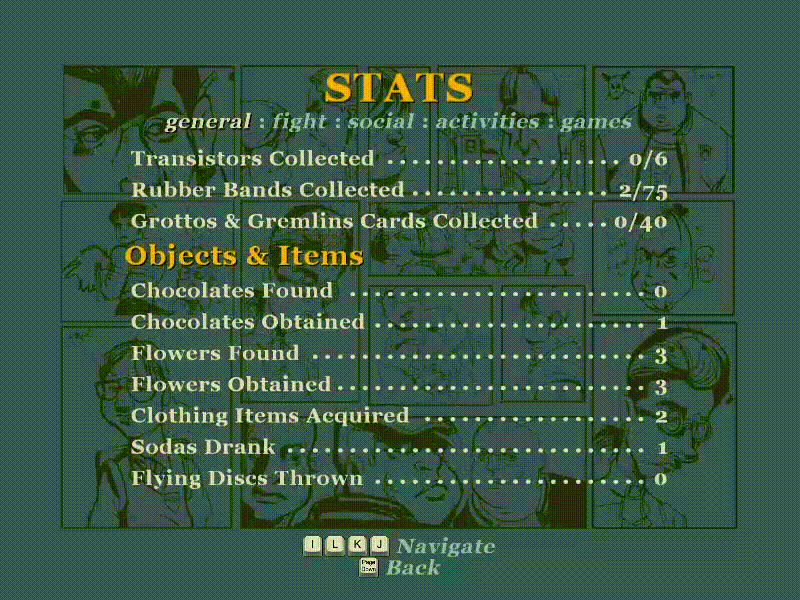 STATS
general : fight : social : activities : games
Transistors Collected .................... 0/6
Rubber Bands Collected ................. 2/75
Grottos & Gremlins Cards Collected ..... 0/40
Objects & Items
Chocolates Found ......................... 0
Chocolates Obtained ....................... 1
Flowers Found ............................ 3
Flowers Obtained .......................... 3
Clothing Items Acquired ................... 2
Sodas Drank .............................. 1
Flying Discs Thrown ....................... 0
I L K J Navigate
Page Down Back